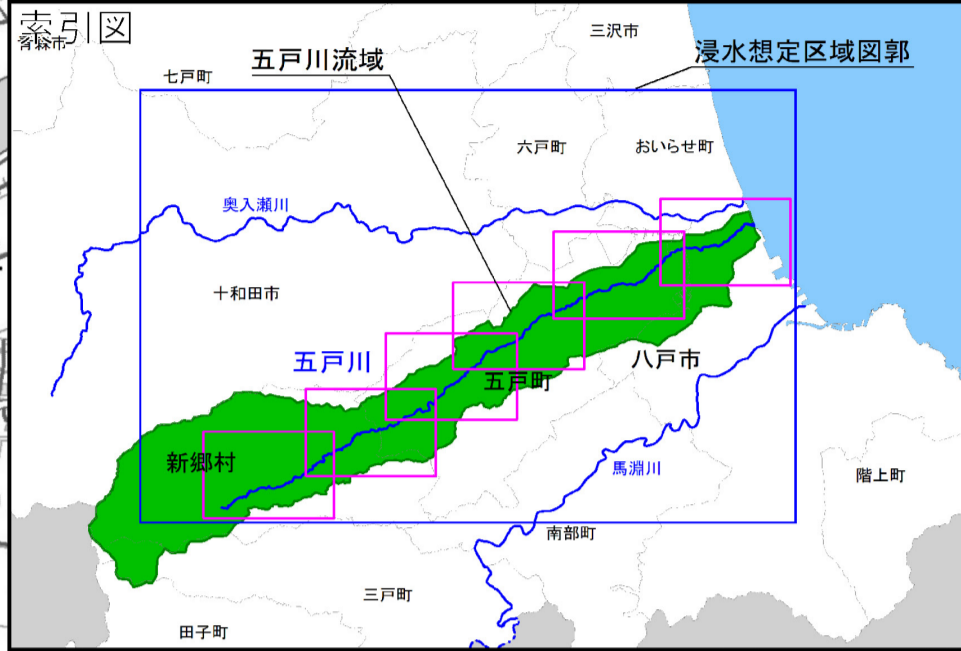 索引図
青森市
三沢市
五戸川流域
浸水想定区域図郭
七戸町
六戸町
おいらせ町
奥入瀬川
十和田市
五戸川
八戸市
五戸町
新郷村
馬淵川
階上町
南部町
三戸町
田子町